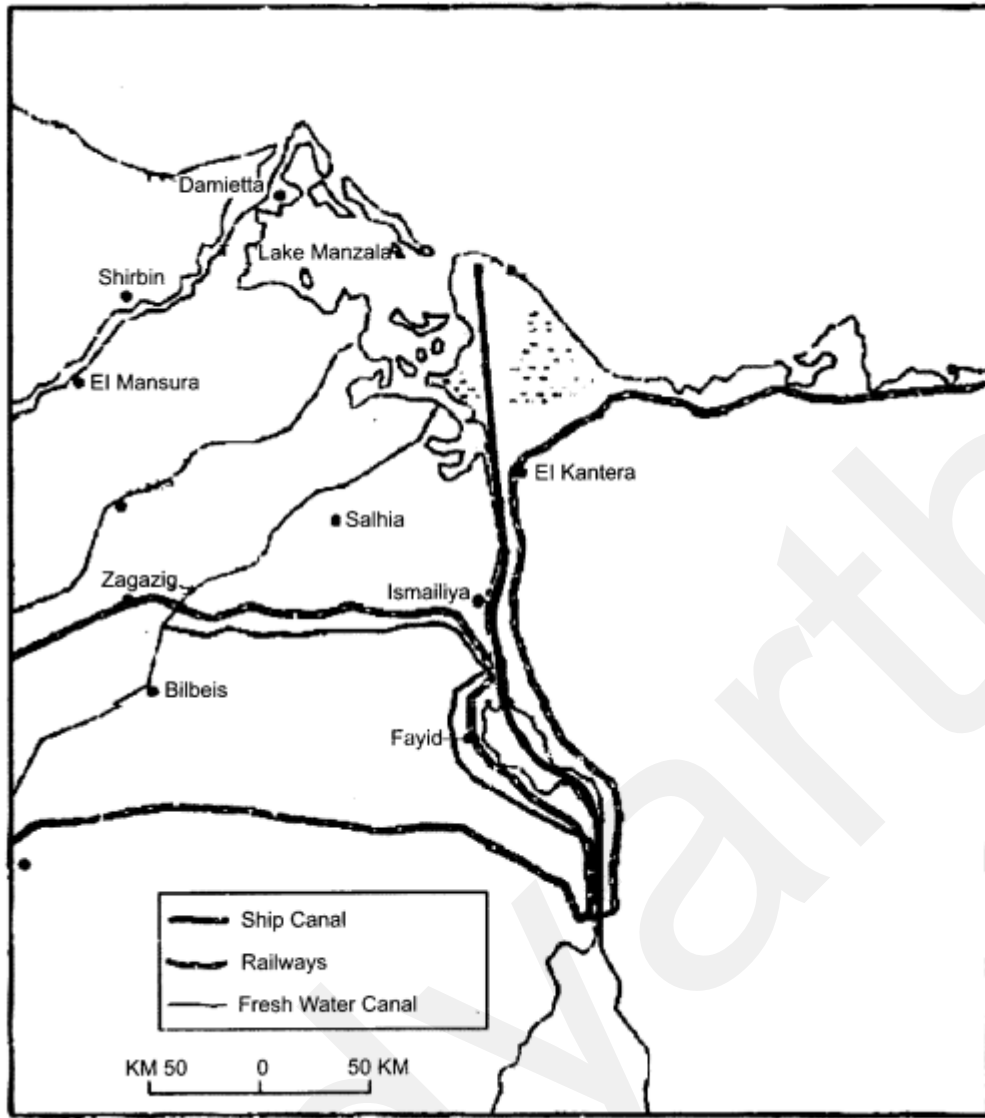 Damietta
Lake Manzala
Shirbin
El Mansura
El Kantera
Salhia
Zagazig
Ismailiya
Bilbeis
Fayid
Ship Canal
Railways
Fresh Water Canal
KM 50 0 50 KM